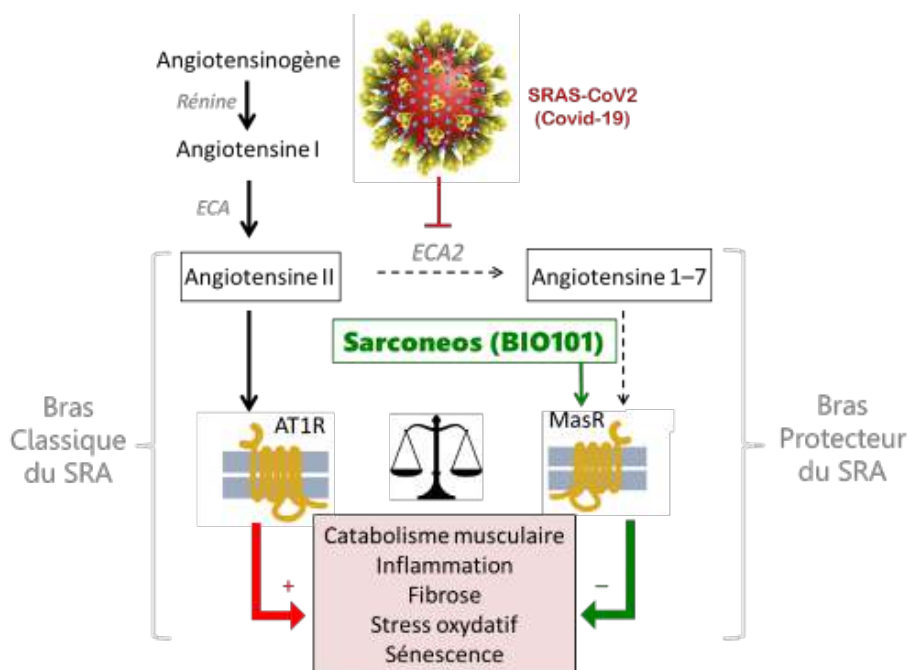 Angiotensinogène
Rénine
Angiotensine I
ECA
SRAS-CoV2
(Covid-19)
Angiotensine II
ECA2
Angiotensine 1–7
Sarconeos (BIO101)
Bras
Classique
du SRA
AT1R
MasR
Bras
Protecteur
du SRA
+
Catabolisme musculaire
Inflammation
Fibrose
Stress oxydatif
Sénescence
–